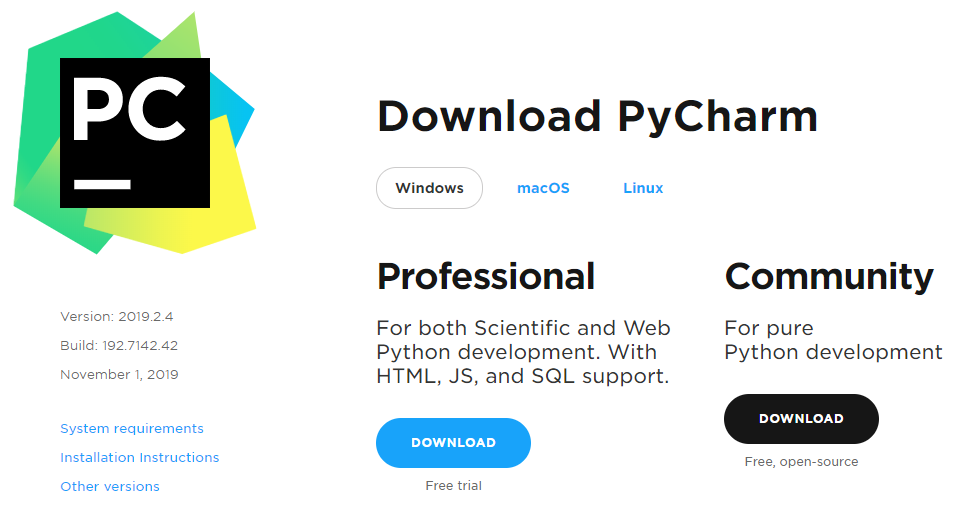 PC
Download PyCharm
Windows
macOS
Linux
Professional
For both Scientific and Web
Python development. With
HTML, JS, and SQL support.
DOWNLOAD
Free trial
Community
For pure
Python development
DOWNLOAD
Free, open-source
Version: 2019.2.4
Build: 192.7142.42
November 1, 2019
System requirements
Installation Instructions
Other versions